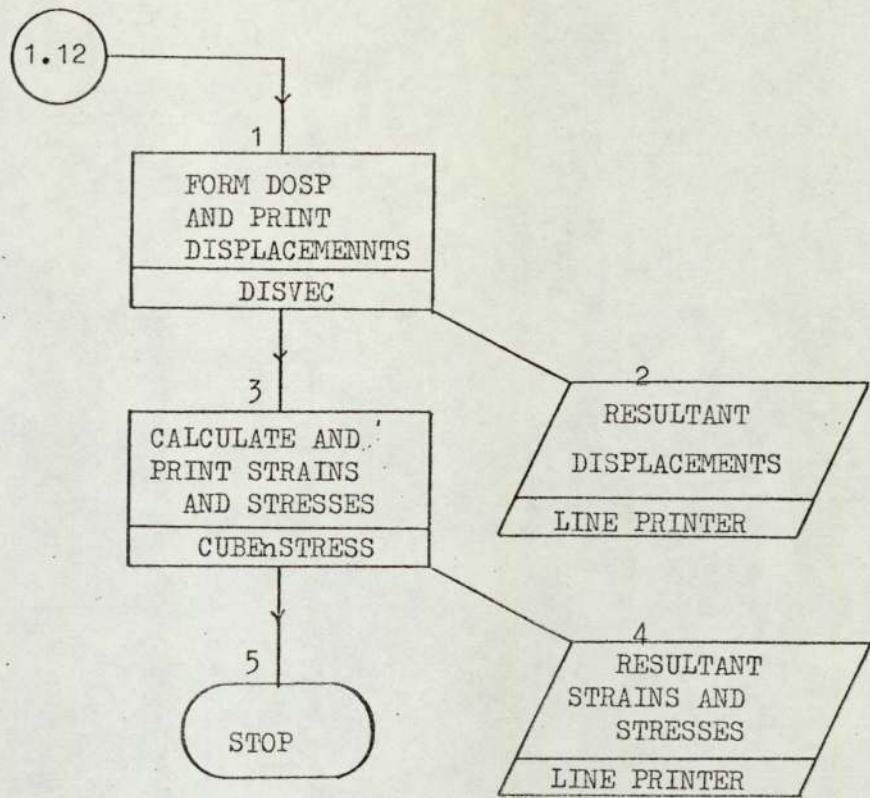 1.12
1
FORM DOSP
AND PRINT
DISPLACEMENNTS
DISVEC
2
RESULTANT
DISPLACEMENTS
LINE PRINTER
3
CALCULATE AND
PRINT STRAINS
AND STRESSES
CUBEnSTRESS
4
RESULTANT
STRAINS AND
STRESSES
LINE PRINTER
5
STOP